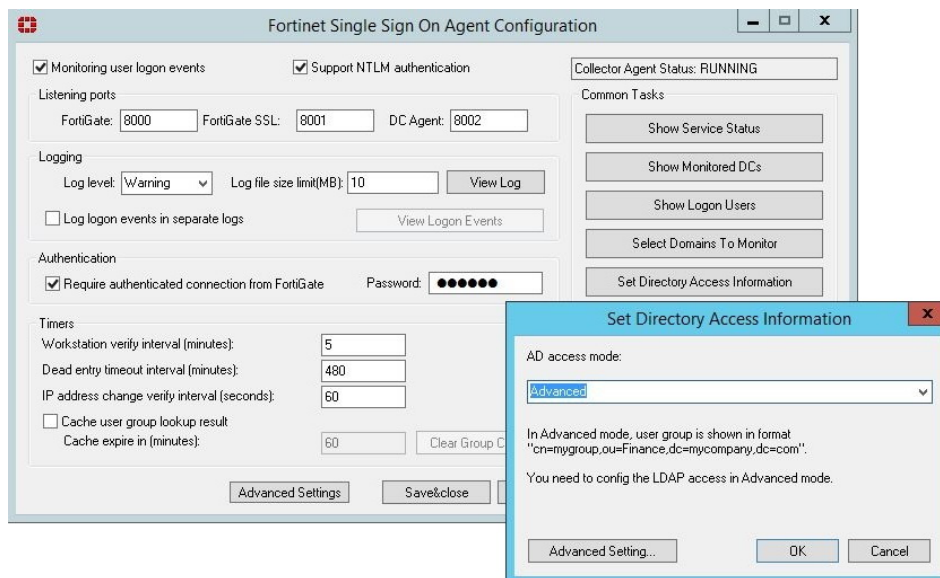 Fortinet Single Sign On Agent Configuration
Monitoring user logon events
Support NTLM authentication
Collector Agent Status: RUNNING
Listening ports
FortiGate: 8000 FortiGate SSL: 8001 DC Agent: 8002
Common Tasks
Show Service Status
Show Monitored DCs
Show Logon Users
Select Domains To Monitor
Set Directory Access Information
Logging
Log level: Warning Log file size limit(MB): 10 View Log
Log logon events in separate logs View Logon Events
Authentication
Require authenticated connection from FortiGate Password: ●●●●●●
Timers
Workstation verify interval (minutes): 5
Dead entry timeout interval (minutes): 480
IP address change verify interval (seconds): 60
Cache user group lookup result
Cache expire in (minutes): 60 Clear Group C
Advanced Settings Save&close
Set Directory Access Information
AD access mode:
Advanced
In Advanced mode, user group is shown in format
"cn=mygroup,ou=Finance,dc=mycompany,dc=com".
You need to config the LDAP access in Advanced mode.
Advanced Setting... OK Cancel